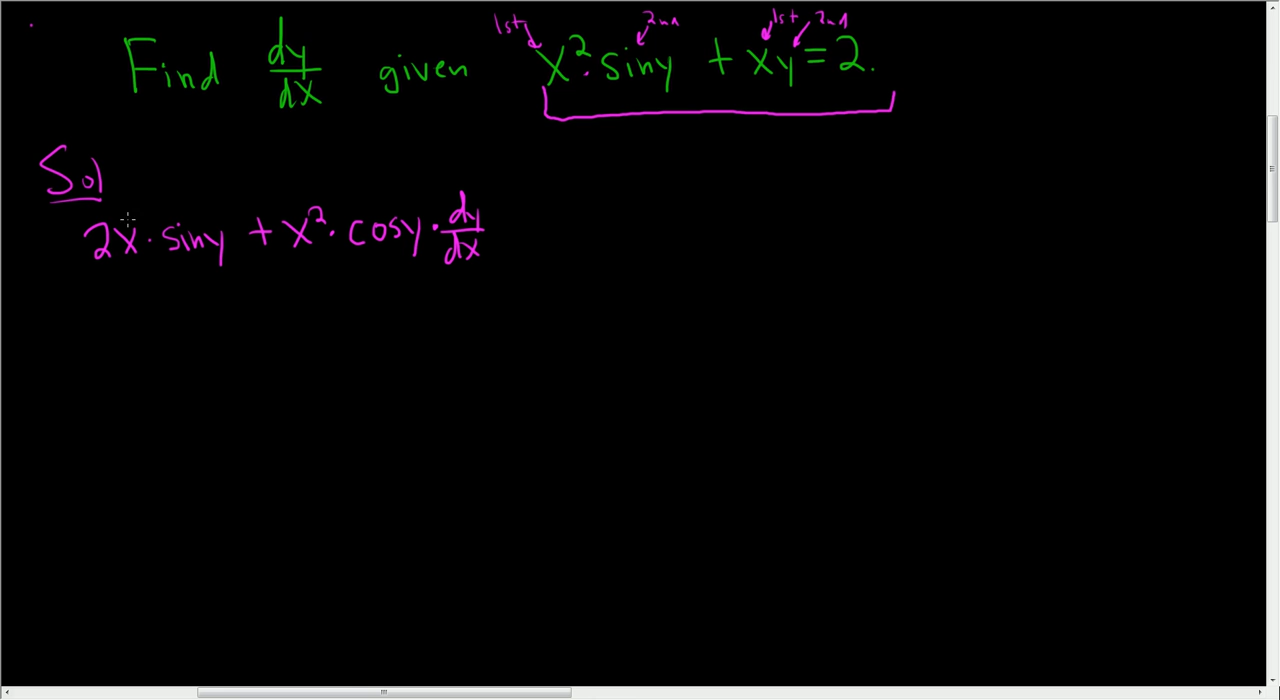 1st 2nd 1st 2nd
Find dy/dx given x². siny + xy = 2.
Sol
2x · siny + x² · cosy · dy/dx